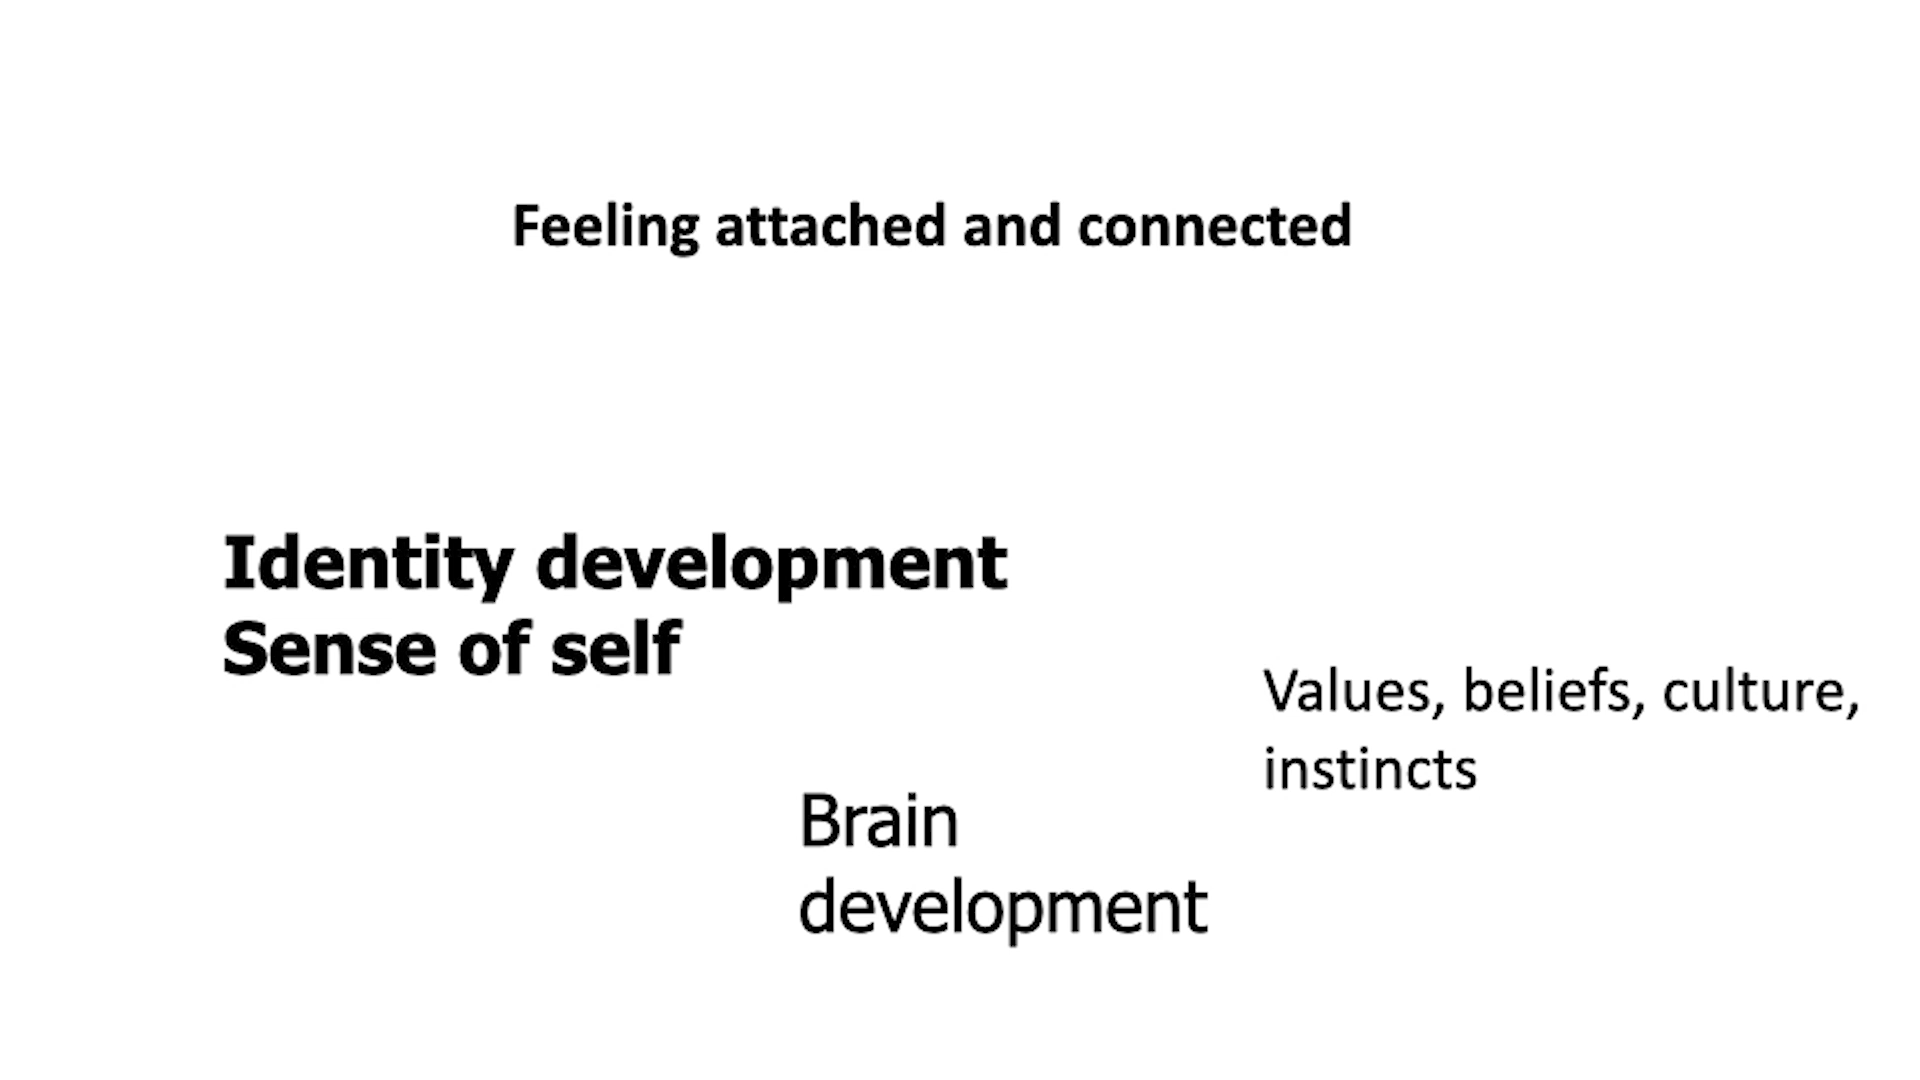 Feeling attached and connected
Identity development
Sense of self
Values, beliefs, culture,
instincts
Brain
development